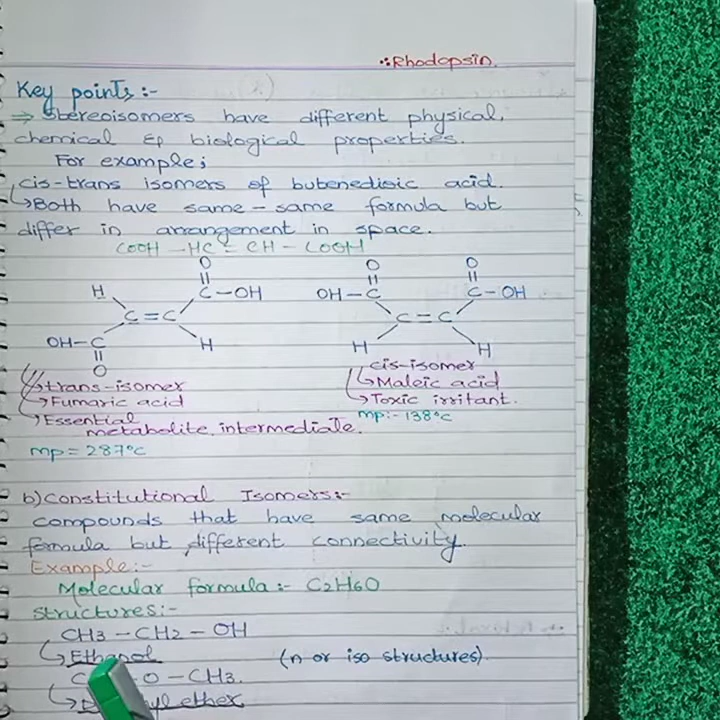 ∴Rhodopsin.
Key points:-
⇒ Stereoisomers have different physical,
chemical & biological properties.
For example;
cis-trans isomers of butenedioic acid.
↳Both have same-same formula but
differ in arrangement in space.
COOH -HC = CH - COOH
O O O
H C-OH OH-C C-OH
C=C C=C
OH-C H H H
O
trans-isomer cis-isomer
→Fumaric acid ↳Maleic acid
→Essential ↳Toxic irritant.
metabolite intermediate. mp:- 138°C
mp = 287°C
b)Constitutional Isomers:-
compounds that have same molecular
formula but different connectivity.
Example:-
Molecular formula:- C2H6O
Structures:-
CH3 - CH2 - OH
↳Ethanol (n or iso structures).
O - CH3.
ether